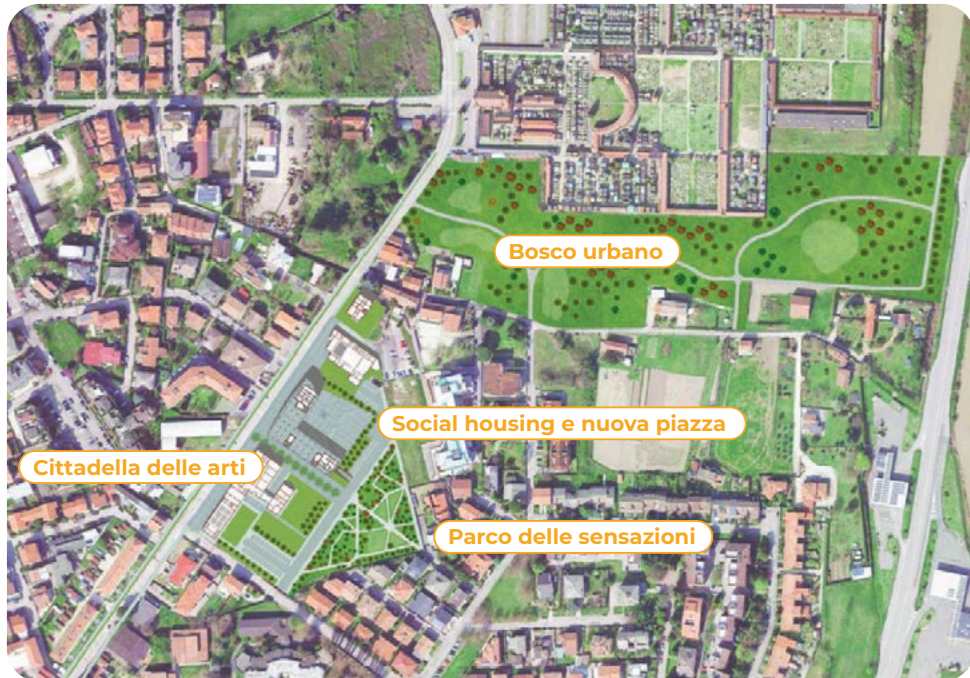 Bosco urbano
Social housing e nuova piazza
Cittadella delle arti
Parco delle sensazioni